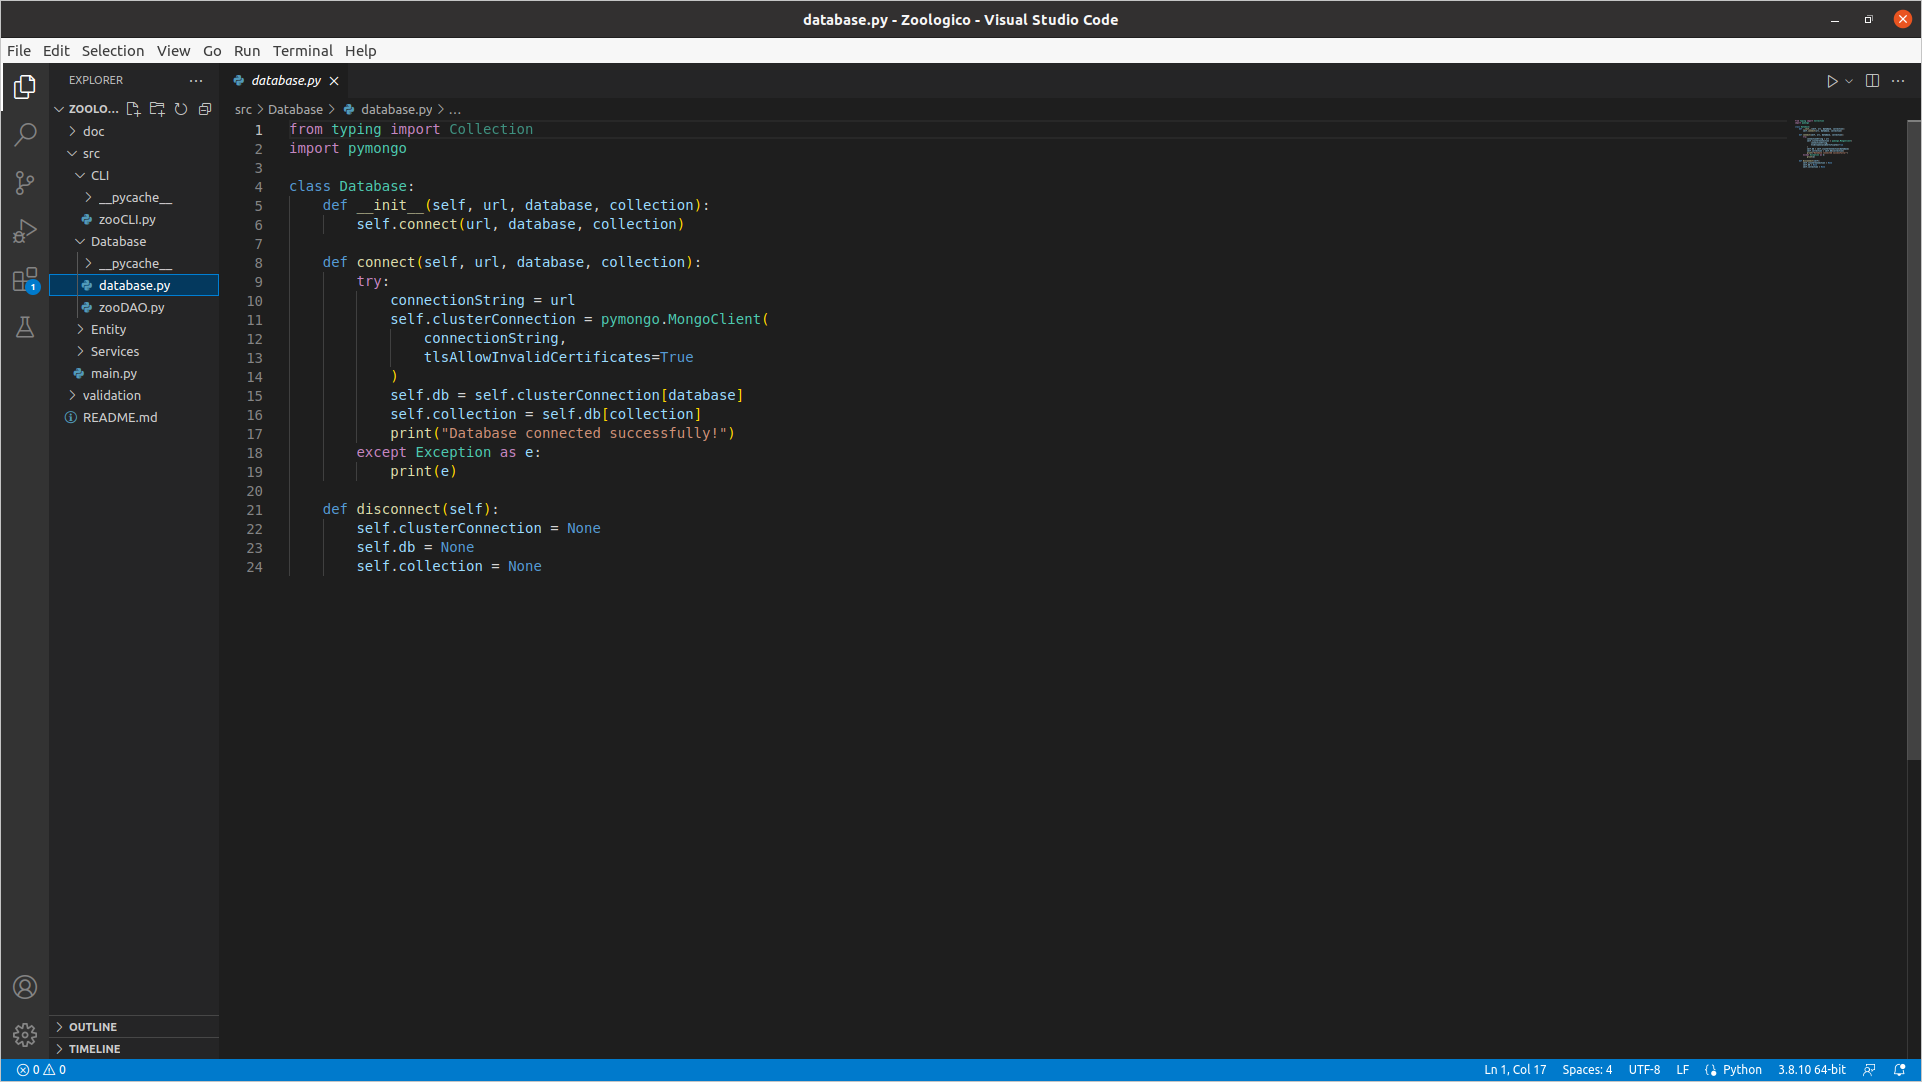 database.py - Zoologico - Visual Studio Code
File Edit Selection View Go Run Terminal Help
EXPLORER
ZOOLO...
doc
src
CLI
__pycache__
zooCLI.py
Database
__pycache__
database.py
zooDAO.py
Entity
Services
main.py
validation
README.md
OUTLINE
TIMELINE
1
database.py
src > Database > database.py > ...
1 from typing import Collection
2 import pymongo
3
4 class Database:
5     def __init__(self, url, database, collection):
6         self.connect(url, database, collection)
7
8     def connect(self, url, database, collection):
9         try:
10             connectionString = url
11             self.clusterConnection = pymongo.MongoClient(
12                 connectionString,
13                 tlsAllowInvalidCertificates=True
14             )
15             self.db = self.clusterConnection[database]
16             self.collection = self.db[collection]
17             print("Database connected successfully!")
18         except Exception as e:
19             print(e)
20
21     def disconnect(self):
22         self.clusterConnection = None
23         self.db = None
24         self.collection = None
0 0
Ln 1, Col 17 Spaces: 4 UTF-8 LF Python 3.8.10 64-bit